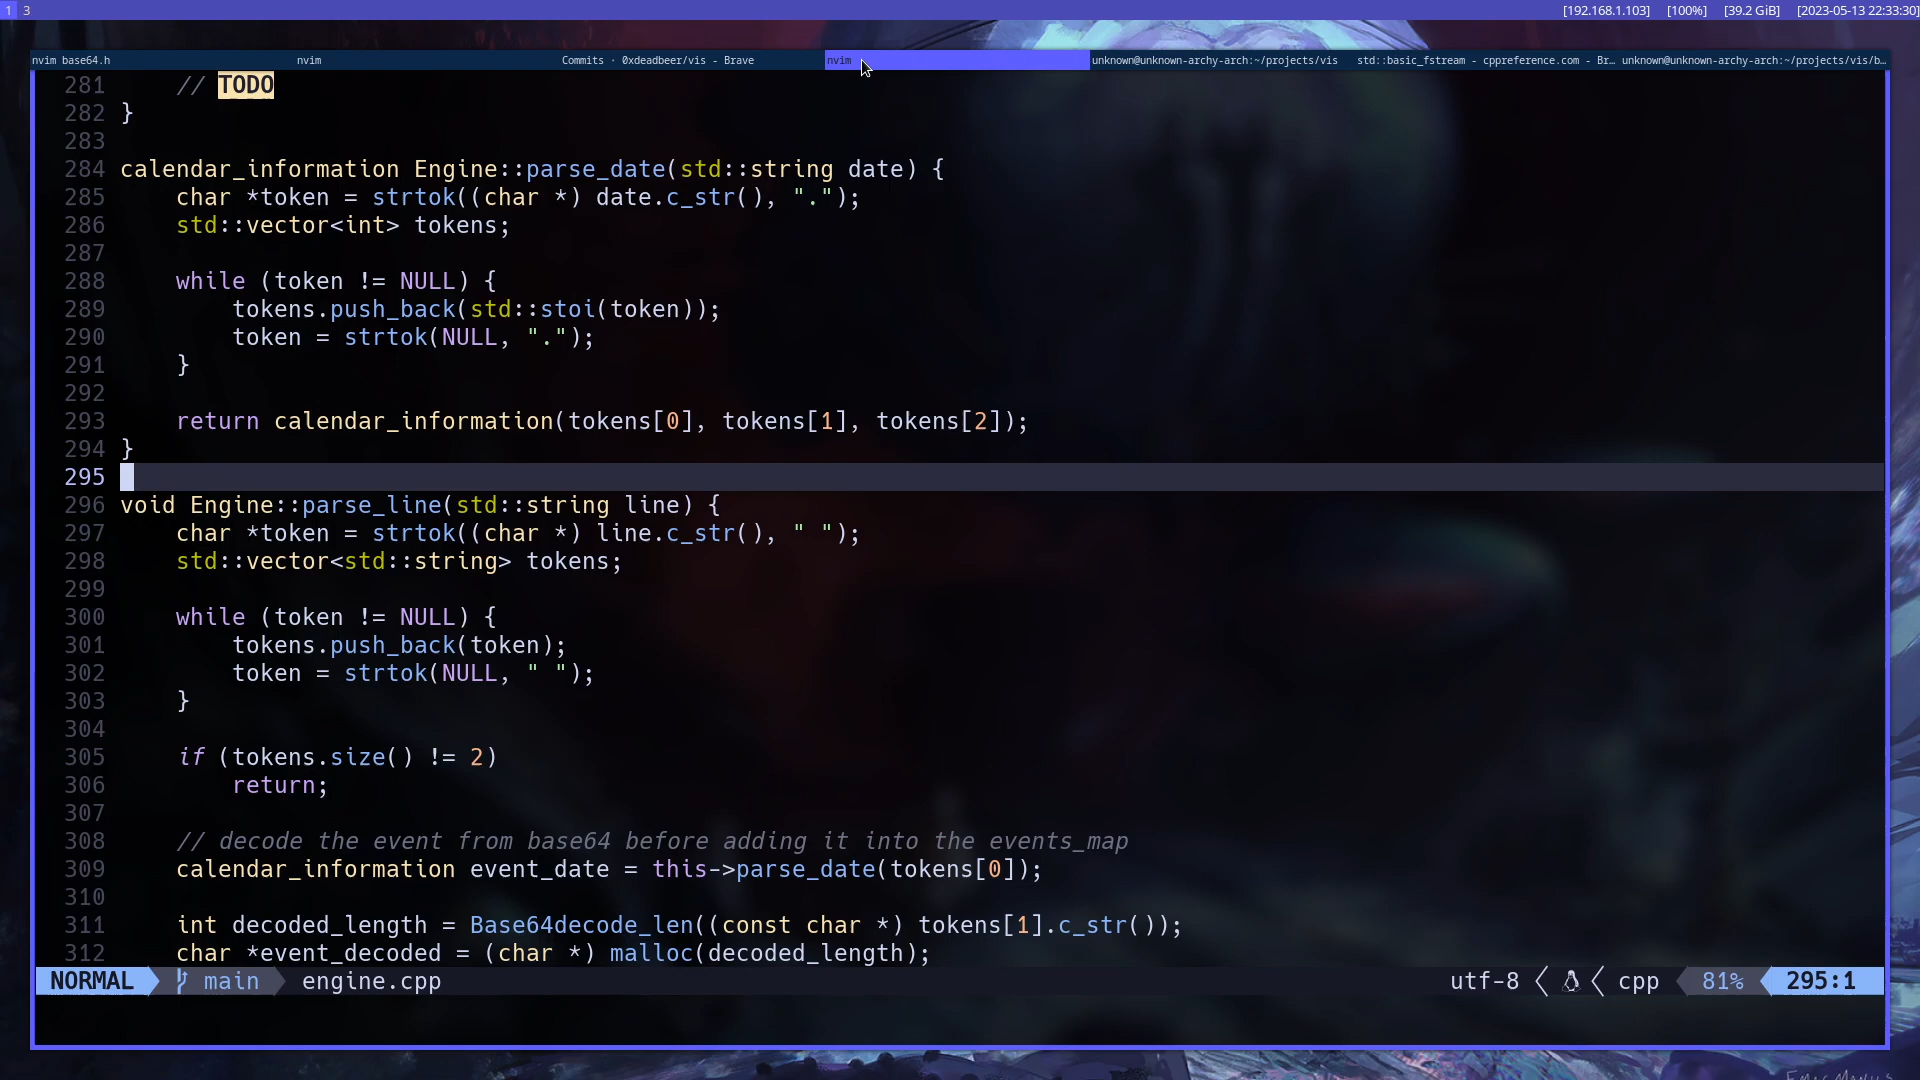 1 3 [192.168.1.103] [100%] [39.2 GiB] [2023-05-13 22:33:30]
nvim base64.h nvim Commits · 0xdeadbeer/vis - Brave nvim unknown@unknown-archy-arch:~/projects/vis std::basic_fstream - cppreference.com - Br… unknown@unknown-archy-arch:~/projects/vis/b…
281 // TODO
282 }
283
284 calendar_information Engine::parse_date(std::string date) {
285 char *token = strtok((char *) date.c_str(), ".");
286 std::vector<int> tokens;
287
288 while (token != NULL) {
289 tokens.push_back(std::stoi(token));
290 token = strtok(NULL, ".");
291 }
292
293 return calendar_information(tokens[0], tokens[1], tokens[2]);
294 }
295
296 void Engine::parse_line(std::string line) {
297 char *token = strtok((char *) line.c_str(), " ");
298 std::vector<std::string> tokens;
299
300 while (token != NULL) {
301 tokens.push_back(token);
302 token = strtok(NULL, " ");
303 }
304
305 if (tokens.size() != 2)
306 return;
307
308 // decode the event from base64 before adding it into the events_map
309 calendar_information event_date = this->parse_date(tokens[0]);
310
311 int decoded_length = Base64decode_len((const char *) tokens[1].c_str());
312 char *event_decoded = (char *) malloc(decoded_length);
NORMAL main engine.cpp utf-8 cpp 81% 295:1